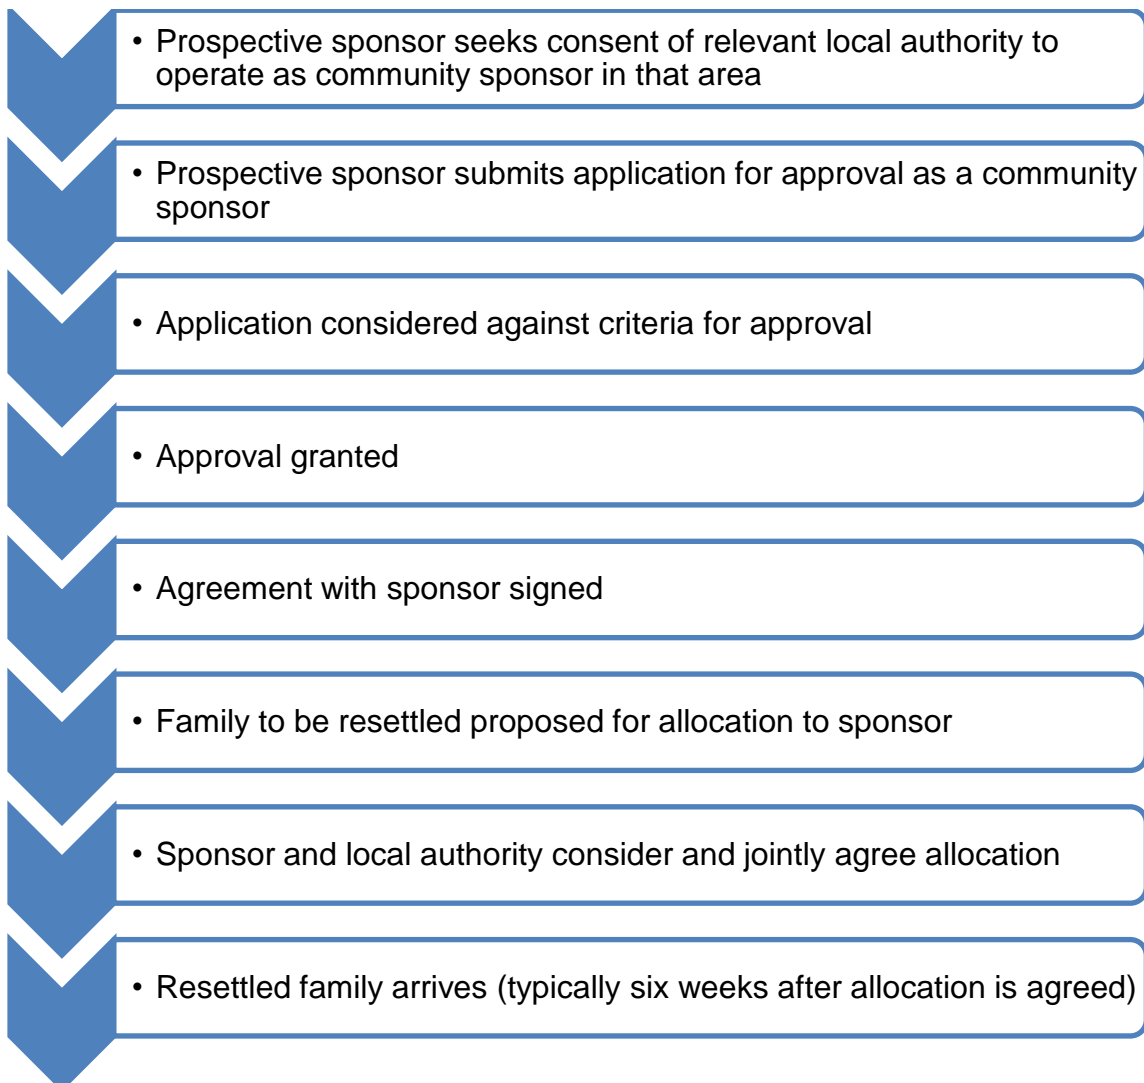 • Prospective sponsor seeks consent of relevant local authority to
operate as community sponsor in that area
• Prospective sponsor submits application for approval as a community
sponsor
• Application considered against criteria for approval
• Approval granted
• Agreement with sponsor signed
• Family to be resettled proposed for allocation to sponsor
• Sponsor and local authority consider and jointly agree allocation
• Resettled family arrives (typically six weeks after allocation is agreed)